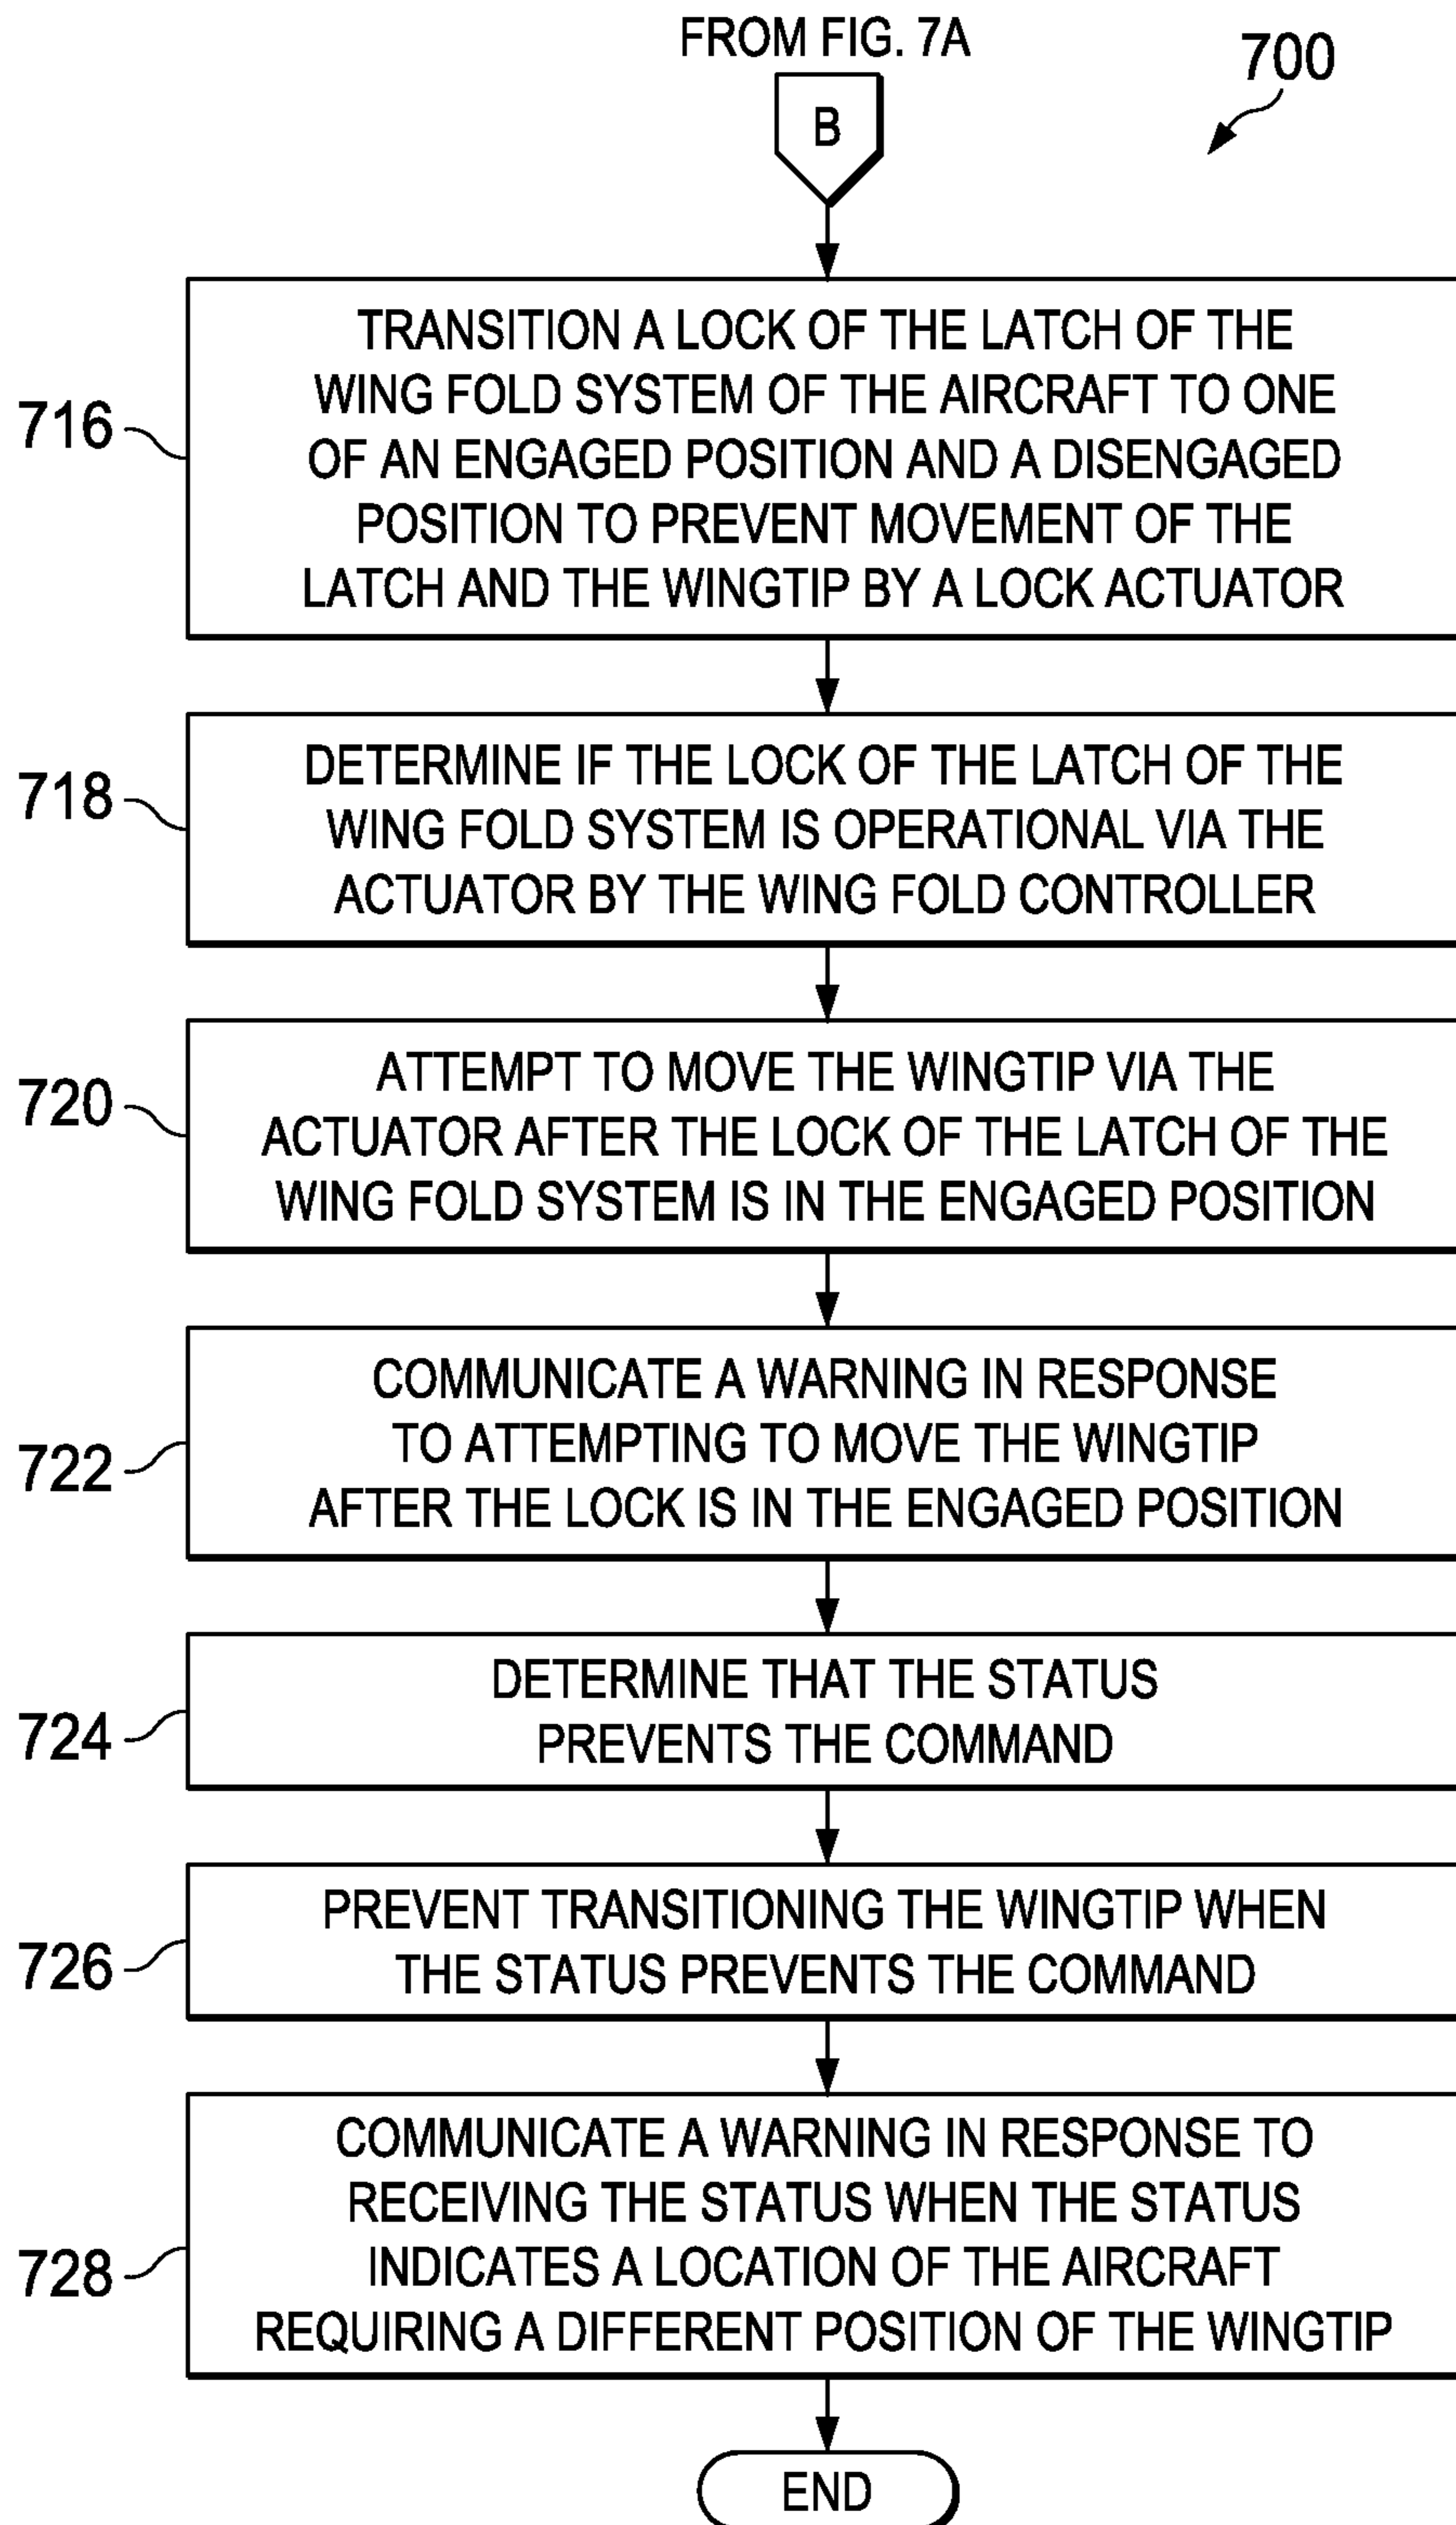 FROM FIG. 7A
700
B
716
TRANSITION A LOCK OF THE LATCH OF THE
WING FOLD SYSTEM OF THE AIRCRAFT TO ONE
OF AN ENGAGED POSITION AND A DISENGAGED
POSITION TO PREVENT MOVEMENT OF THE
LATCH AND THE WINGTIP BY A LOCK ACTUATOR
718
DETERMINE IF THE LOCK OF THE LATCH OF THE
WING FOLD SYSTEM IS OPERATIONAL VIA THE
ACTUATOR BY THE WING FOLD CONTROLLER
720
ATTEMPT TO MOVE THE WINGTIP VIA THE
ACTUATOR AFTER THE LOCK OF THE LATCH OF THE
WING FOLD SYSTEM IS IN THE ENGAGED POSITION
722
COMMUNICATE A WARNING IN RESPONSE
TO ATTEMPTING TO MOVE THE WINGTIP
AFTER THE LOCK IS IN THE ENGAGED POSITION
724
DETERMINE THAT THE STATUS
PREVENTS THE COMMAND
726
PREVENT TRANSITIONING THE WINGTIP WHEN
THE STATUS PREVENTS THE COMMAND
728
COMMUNICATE A WARNING IN RESPONSE TO
RECEIVING THE STATUS WHEN THE STATUS
INDICATES A LOCATION OF THE AIRCRAFT
REQUIRING A DIFFERENT POSITION OF THE WINGTIP
END